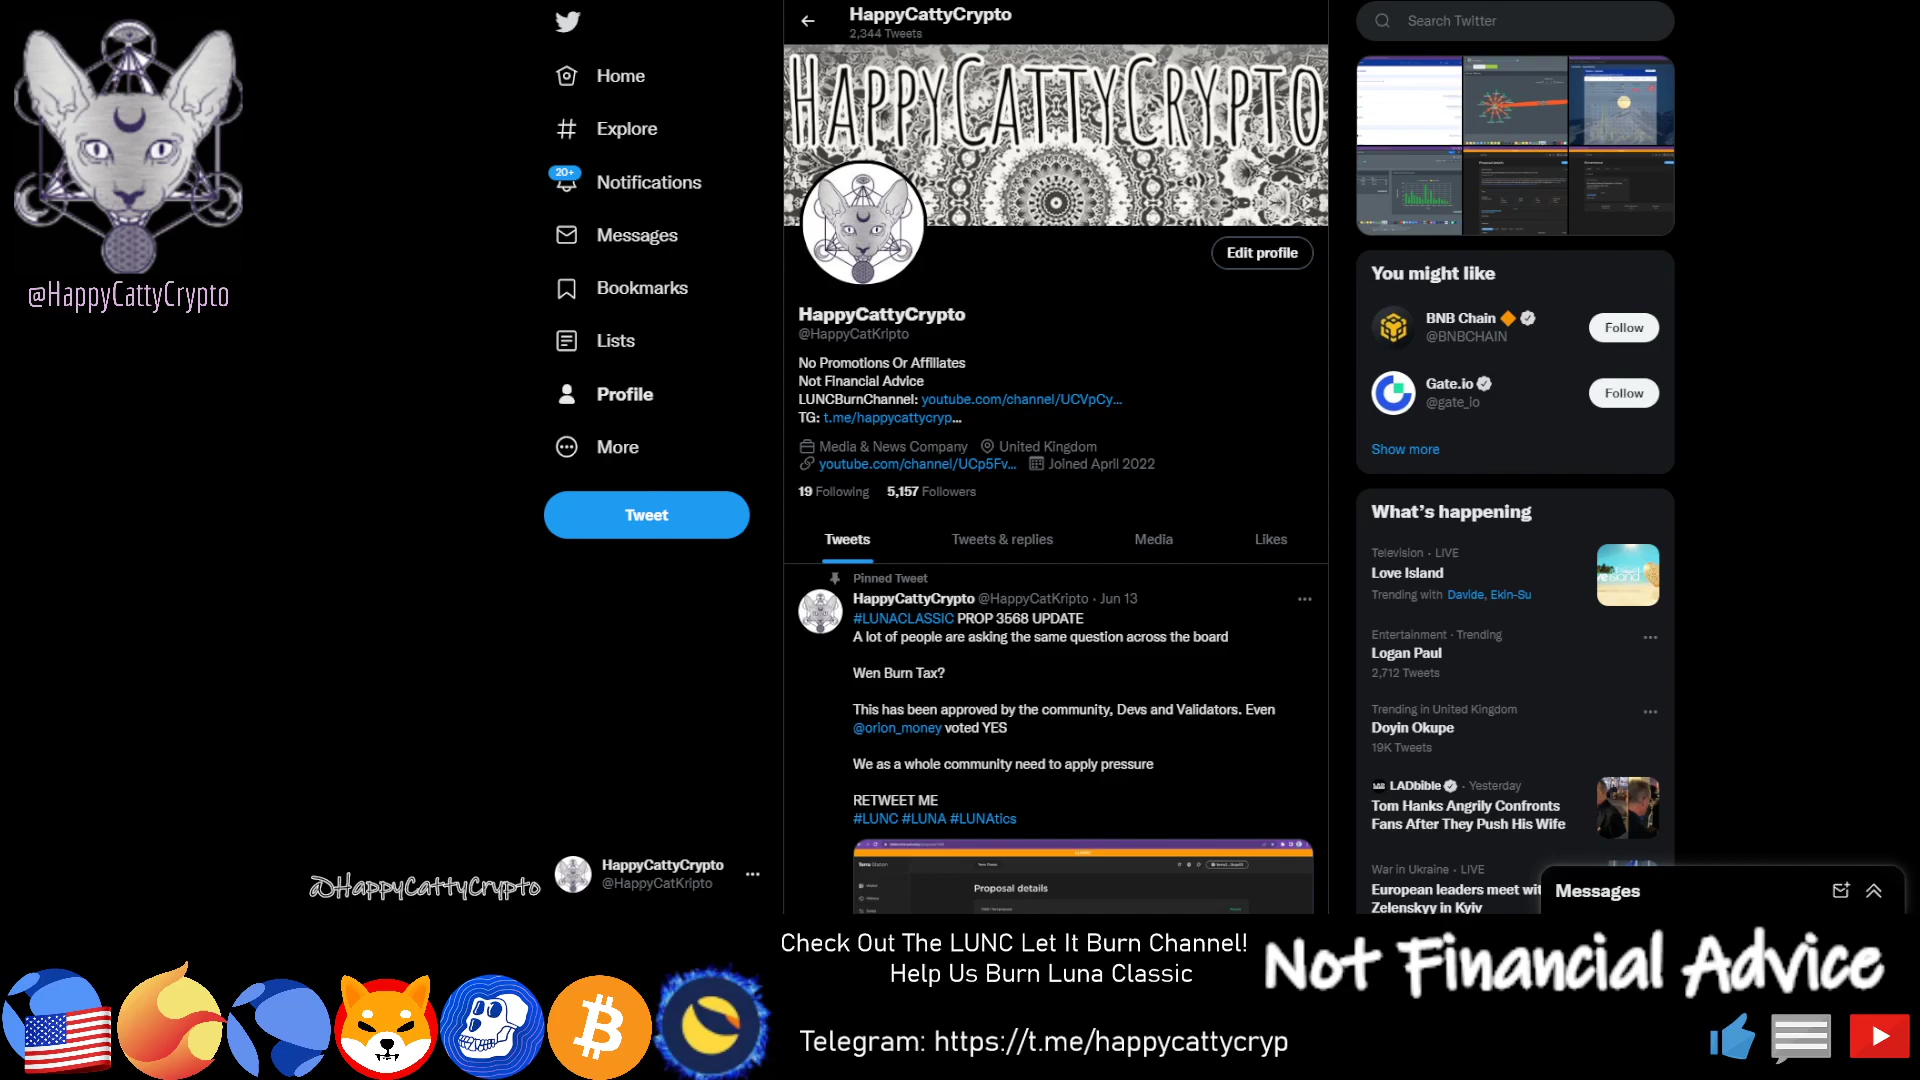 @HappyCattyCrypto
Home
Explore
20+
Notifications
Messages
Bookmarks
Lists
Profile
More
Tweet
HappyCattyCrypto
@HappyCatKripto
@HappyCattyCrypto
HappyCattyCrypto
2,344 Tweets
HAPPYCATTYCRYPTO
Edit profile
HappyCattyCrypto
@HappyCatKripto
No Promotions Or Affiliates
Not Financial Advice
LUNCBurnChannel: youtube.com/channel/UCVpCy...
TG: t.me/happycattycryp...
Media & News Company United Kingdom
youtube.com/channel/UCp5Fv... Joined April 2022
19 Following 5,157 Followers
Tweets Tweets & replies Media Likes
Pinned Tweet
HappyCattyCrypto @HappyCatKripto · Jun 13
#LUNACLASSIC PROP 3568 UPDATE
A lot of people are asking the same question across the board
Wen Burn Tax?
This has been approved by the community, Devs and Validators. Even
@orion_money voted YES
We as a whole community need to apply pressure
RETWEET ME
#LUNC #LUNA #LUNAtics
Terra Station
Proposal details
Search Twitter
You might like
BNB Chain
@BNBCHAIN
Follow
Gate.io
@gate_io
Follow
Show more
What's happening
Television · LIVE
Love Island
Trending with Davide, Ekin-Su
Entertainment · Trending
Logan Paul
2,712 Tweets
Trending in United Kingdom
Doyin Okupe
19K Tweets
LADbible · Yesterday
Tom Hanks Angrily Confronts
Fans After They Push His Wife
War in Ukraine · LIVE
European leaders meet wit
Zelenskyy in Kyiv
Messages
Check Out The LUNC Let It Burn Channel!
Help Us Burn Luna Classic
Telegram: https://t.me/happycattycryp
Not Financial Advice